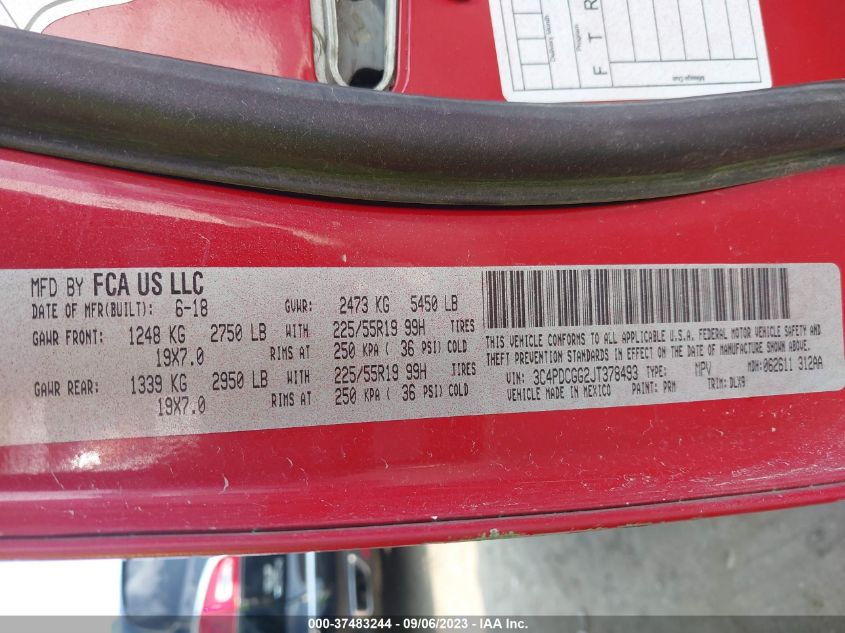 Delivery Month
Program
F T R
Mileage Club
MFD BY FCA US LLC
DATE OF MFR(BUILT): 6-18 GVWR: 2473 KG 5450 LB
GAWR FRONT: 1248 KG 2750 LB WITH 225/55R19 99H TIRES
19X7.0 RIMS AT 250 KPA ( 36 PSI) COLD
GAWR REAR: 1339 KG 2950 LB WITH 225/55R19 99H TIRES
19X7.0 RIMS AT 250 KPA ( 36 PSI) COLD
THIS VEHICLE CONFORMS TO ALL APPLICABLE U.S.A. FEDERAL MOTOR VEHICLE SAFETY AND
THEFT PREVENTION STANDARDS IN EFFECT ON THE DATE OF MANUFACTURE SHOWN ABOVE.
VIN: 3C4PDCGG2JT378493 TYPE: MPV MDH: 062611 312AA
VEHICLE MADE IN MEXICO PAINT: PRM TRIM: DLX9
000-37483244 - 09/06/2023 - IAA Inc.